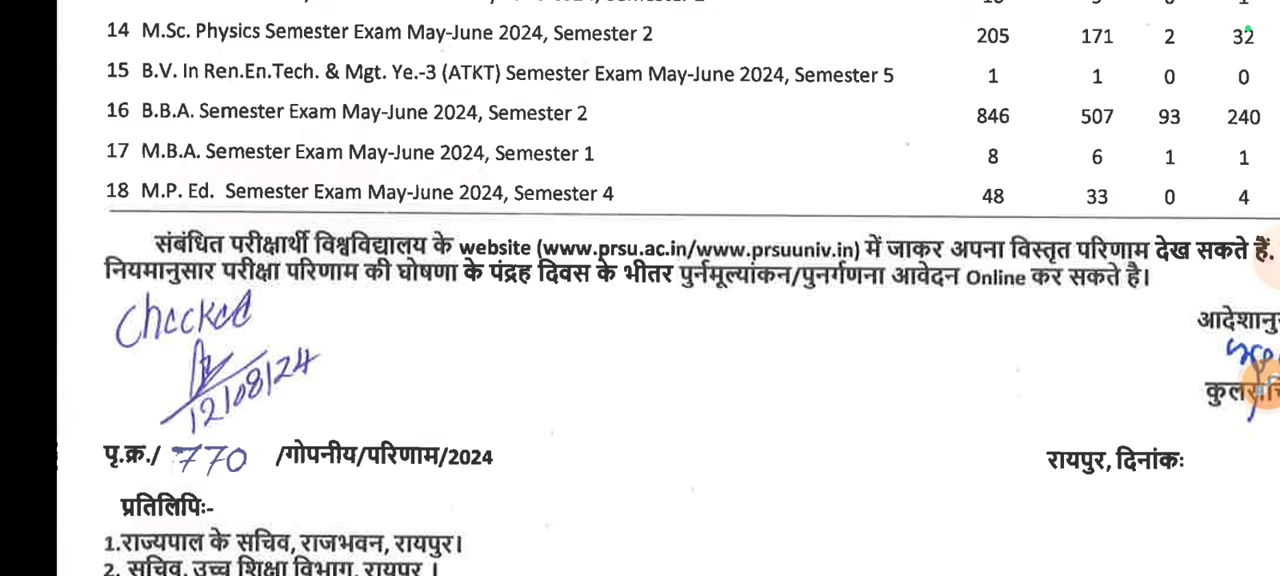 14 M.Sc. Physics Semester Exam May-June 2024, Semester 2 205 171 2 32
15 B.V. In Ren.En.Tech. & Mgt. Ye.-3 (ATKT) Semester Exam May-June 2024, Semester 5 1 1 0 0
16 B.B.A. Semester Exam May-June 2024, Semester 2 846 507 93 240
17 M.B.A. Semester Exam May-June 2024, Semester 1 8 6 1 1
18 M.P. Ed. Semester Exam May-June 2024, Semester 4 48 33 0 4
संबंधित परीक्षार्थी विश्वविद्यालय के website (www.prsu.ac.in/www.prsuuniv.in) में जाकर अपना विस्तृत परिणाम देख सकते हैं.
नियमानुसार परीक्षा परिणाम की घोषणा के पंद्रह दिवस के भीतर पुर्नमूल्यांकन/पुनर्गणना आवेदन Online कर सकते है।
Checked
12/08/24
पृ.क्र./ 770 /गोपनीय/परिणाम/2024 रायपुर, दिनांकः
प्रतिलिपिः-
1.राज्यपाल के सचिव, राजभवन, रायपुर।
2. सचिव, उच्च शिक्षा विभाग, रायपुर ।